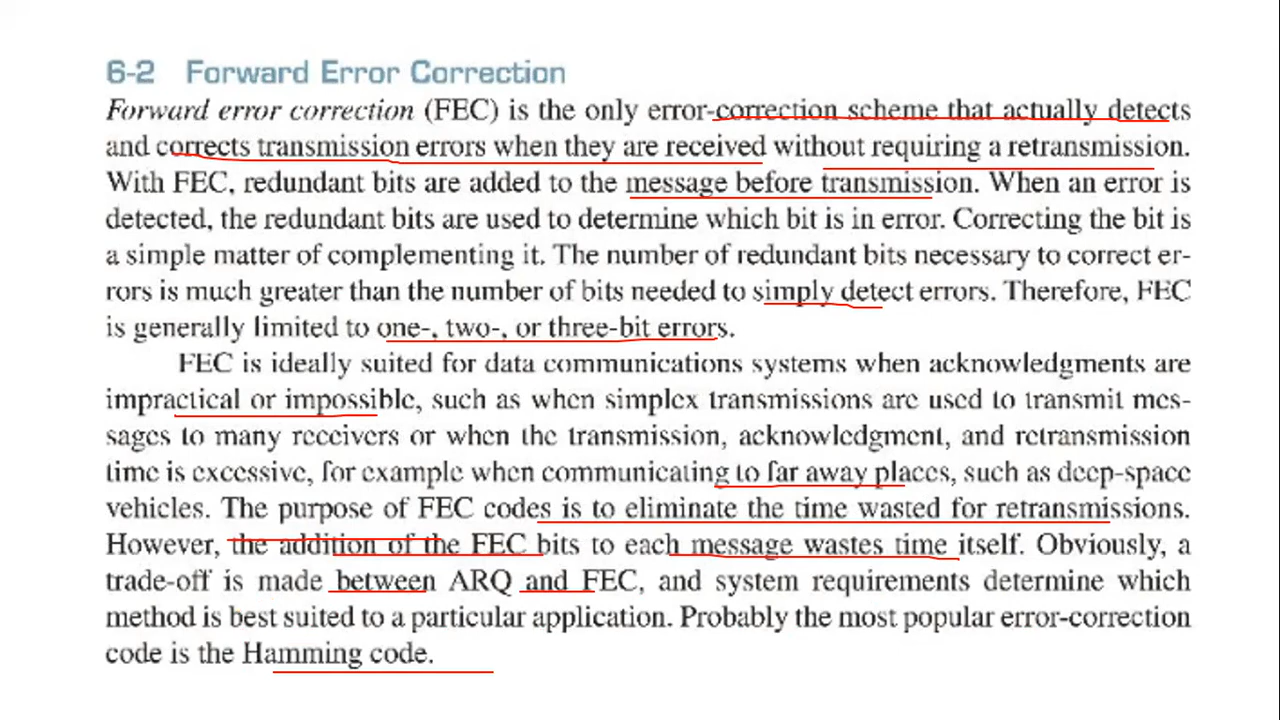 6-2 Forward Error Correction
Forward error correction (FEC) is the only error-correction scheme that actually detects
and corrects transmission errors when they are received without requiring a retransmission.
With FEC, redundant bits are added to the message before transmission. When an error is
detected, the redundant bits are used to determine which bit is in error. Correcting the bit is
a simple matter of complementing it. The number of redundant bits necessary to correct er-
rors is much greater than the number of bits needed to simply detect errors. Therefore, FEC
is generally limited to one-, two-, or three-bit errors.
FEC is ideally suited for data communications systems when acknowledgments are
impractical or impossible, such as when simplex transmissions are used to transmit mes-
sages to many receivers or when the transmission, acknowledgment, and retransmission
time is excessive, for example when communicating to far away places, such as deep-space
vehicles. The purpose of FEC codes is to eliminate the time wasted for retransmissions.
However, the addition of the FEC bits to each message wastes time itself. Obviously, a
trade-off is made between ARQ and FEC, and system requirements determine which
method is best suited to a particular application. Probably the most popular error-correction
code is the Hamming code.